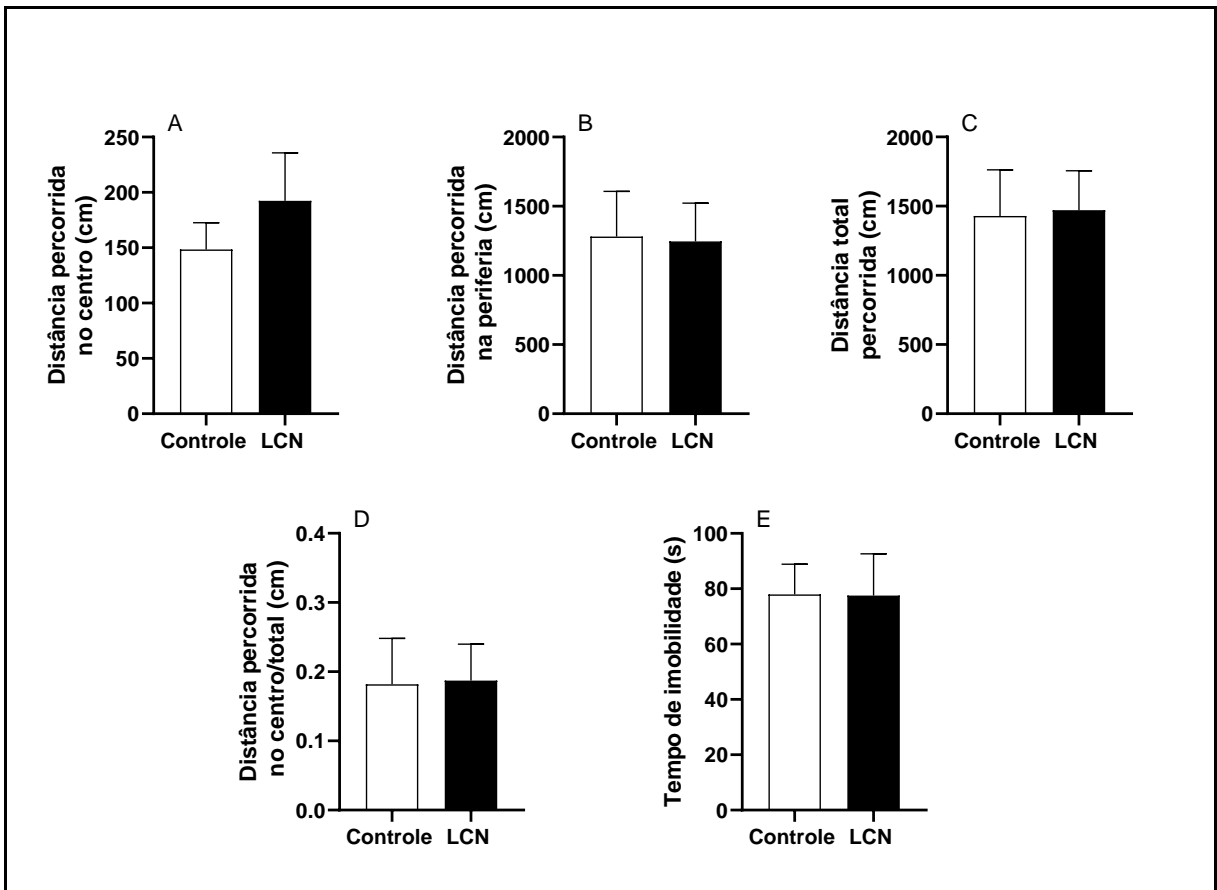 A
Distância percorrida
no centro (cm)
250
200
150
100
50
0
Controle LCN
B
Distância percorrida
na periferia (cm)
2000
1500
1000
500
0
Controle LCN
C
Distância total
percorrida (cm)
2000
1500
1000
500
0
Controle LCN
D
Distância percorrida
no centro/total (cm)
0.4
0.3
0.2
0.1
0.0
Controle LCN
E
Tempo de imobilidade (s)
100
80
60
40
20
0
Controle LCN